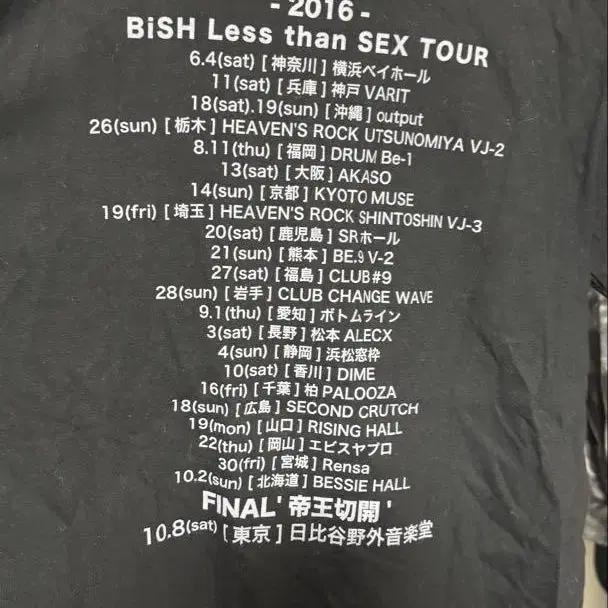 - 2016 -
BiSH Less than SEX TOUR
6.4(sat) [ 神奈川 ] 横浜ベイホール
11(sat) [ 兵庫 ] 神戸 VARIT
18(sat).19(sun) [ 沖縄 ] output
26(sun) [ 栃木 ] HEAVEN'S ROCK UTSUNOMIYA VJ-2
8.11(thu) [ 福岡 ] DRUM Be-1
13(sat) [ 大阪 ] AKASO
14(sun) [ 京都 ] KYOTO MUSE
19(fri) [ 埼玉 ] HEAVEN'S ROCK SHINTOSHIN VJ-3
20(sat) [ 鹿児島 ] SRホール
21(sun) [ 熊本 ] BE.9 V-2
27(sat) [ 福島 ] CLUB#9
28(sun) [ 岩手 ] CLUB CHANGE WAVE
9.1(thu) [ 愛知 ] ボトムライン
3(sat) [ 長野 ] 松本 ALECX
4(sun) [ 静岡 ] 浜松窓枠
10(sat) [ 香川 ] DIME
16(fri) [ 千葉 ] 柏 PALOOZA
18(sun) [ 広島 ] SECOND CRUTCH
19(mon) [ 山口 ] RISING HALL
22(thu) [ 岡山 ] エビスヤプロ
30(fri) [ 宮城 ] Rensa
10.2(sun) [ 北海道 ] BESSIE HALL
FINAL ' 帝王切開 '
10.8(sat) [ 東京 ] 日比谷野外音楽堂